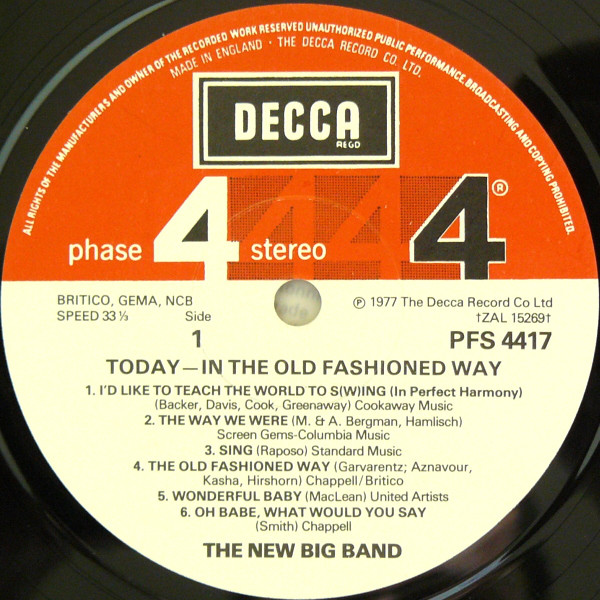 ALL RIGHTS OF THE MANUFACTURERS AND OWNER OF THE RECORDED WORK RESERVED UNAUTHORIZED PUBLIC PERFORMANCE, BROADCASTING AND COPYING PROHIBITED.
MADE IN ENGLAND · THE DECCA RECORD CO. LTD.
DECCA
REGD
phase 4 stereo 4 4 4 ®
BRITICO, GEMA, NCB
SPEED 33⅓ Side
1
℗ 1977 The Decca Record Co Ltd
†ZAL 15269†
PFS 4417
TODAY—IN THE OLD FASHIONED WAY
1. I'D LIKE TO TEACH THE WORLD TO S(W)ING (In Perfect Harmony)
(Backer, Davis, Cook, Greenaway) Cookaway Music
2. THE WAY WE WERE (M. & A. Bergman, Hamlisch)
Screen Gems-Columbia Music
3. SING (Raposo) Standard Music
4. THE OLD FASHIONED WAY (Garvarentz; Aznavour,
Kasha, Hirshorn) Chappell/Britico
5. WONDERFUL BABY (MacLean) United Artists
6. OH BABE, WHAT WOULD YOU SAY
(Smith) Chappell
THE NEW BIG BAND